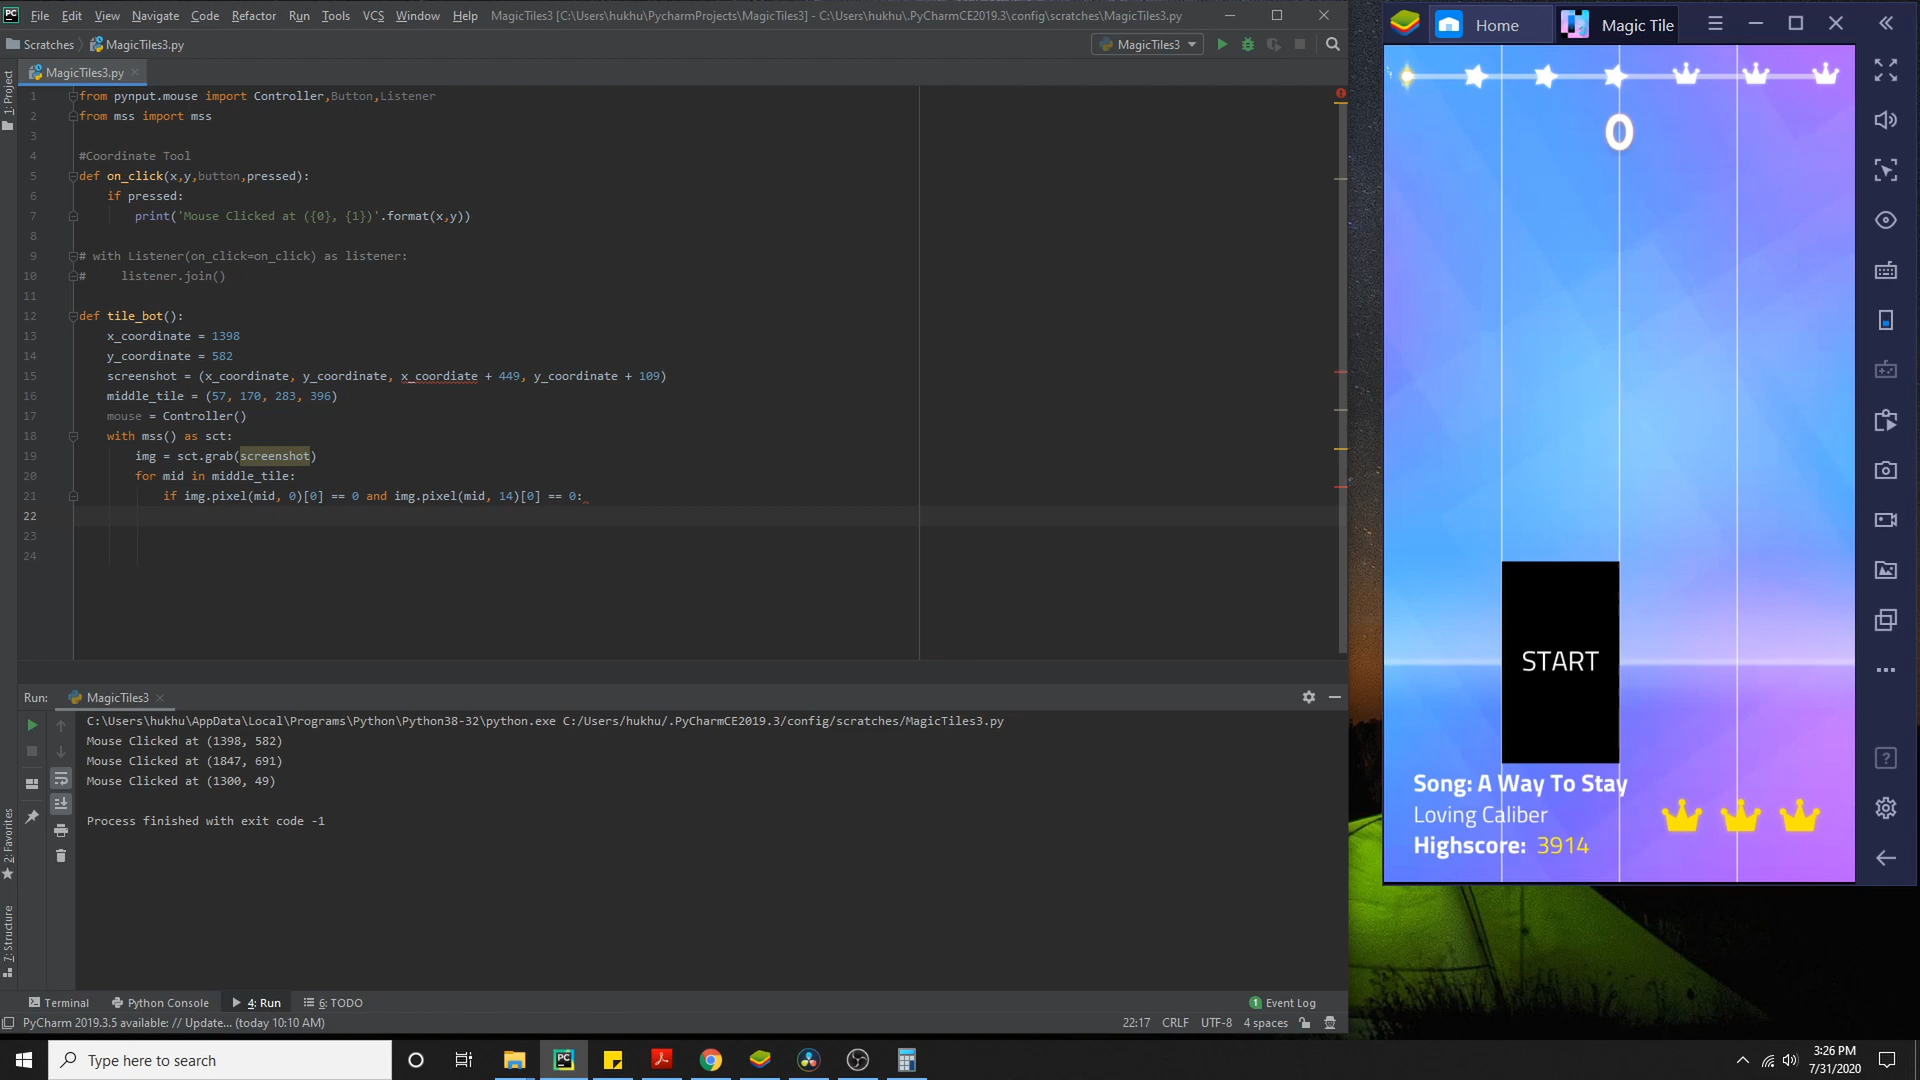 File Edit View Navigate Code Refactor Run Tools VCS Window Help MagicTiles3 [C:\Users\hukhu\PycharmProjects\MagicTiles3] - C:\Users\hukhu\.PyCharmCE2019.3\config\scratches\MagicTiles3.py
Scratches MagicTiles3.py
MagicTiles3
MagicTiles3.py
1: Project
1 from pynput.mouse import Controller,Button,Listener
2 from mss import mss
3
4 #Coordinate Tool
5 def on_click(x,y,button,pressed):
6 if pressed:
7 print('Mouse Clicked at ({0}, {1})'.format(x,y))
8
9 # with Listener(on_click=on_click) as listener:
10 # listener.join()
11
12 def tile_bot():
13 x_coordinate = 1398
14 y_coordinate = 582
15 screenshot = (x_coordinate, y_coordinate, x_coordiate + 449, y_coordinate + 109)
16 middle_tile = (57, 170, 283, 396)
17 mouse = Controller()
18 with mss() as sct:
19 img = sct.grab(screenshot)
20 for mid in middle_tile:
21 if img.pixel(mid, 0)[0] == 0 and img.pixel(mid, 14)[0] == 0:
22
23
24
Run: MagicTiles3
C:\Users\hukhu\AppData\Local\Programs\Python\Python38-32\python.exe C:/Users/hukhu/.PyCharmCE2019.3/config/scratches/MagicTiles3.py
Mouse Clicked at (1398, 582)
Mouse Clicked at (1847, 691)
Mouse Clicked at (1300, 49)
Process finished with exit code -1
2: Favorites
7: Structure
Terminal Python Console 4: Run 6: TODO
1 Event Log
PyCharm 2019.3.5 available: // Update... (today 10:10 AM)
22:17 CRLF UTF-8 4 spaces
Home Magic Tile
0
START
Song: A Way To Stay
Loving Caliber
Highscore: 3914
Type here to search
PC
3:26 PM
7/31/2020